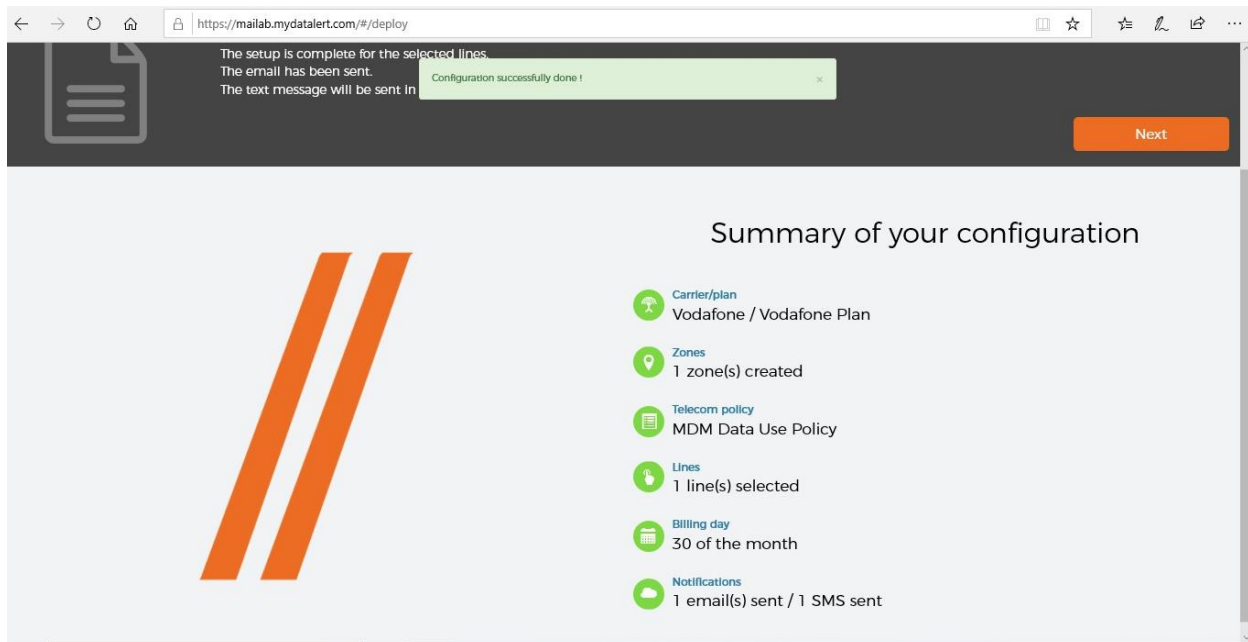 https://mailab.mydatalert.com/#/deploy
The setup is complete for the selected lines.
The email has been sent.
The text message will be sent in
Configuration successfully done !
×
Next
Summary of your configuration
Carrier/plan
Vodafone / Vodafone Plan
Zones
1 zone(s) created
Telecom policy
MDM Data Use Policy
Lines
1 line(s) selected
Billing day
30 of the month
Notifications
1 email(s) sent / 1 SMS sent